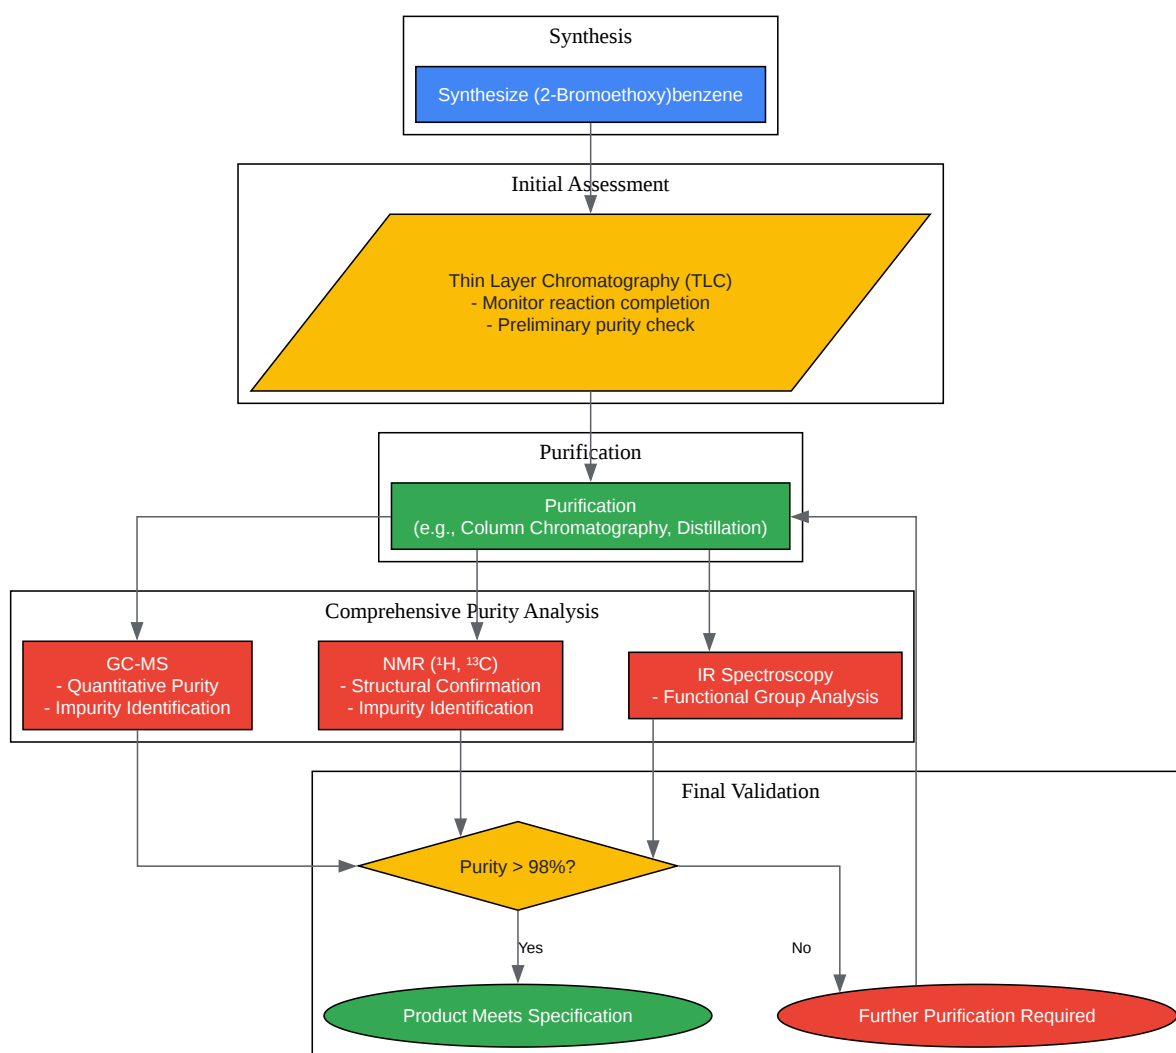 Synthesis
Synthesize (2-Bromoethoxy)benzene
Initial Assessment
Thin Layer Chromatography (TLC)
- Monitor reaction completion
- Preliminary purity check
Purification
Purification
(e.g., Column Chromatography, Distillation)
Comprehensive Purity Analysis
GC-MS
- Quantitative Purity
- Impurity Identification
NMR (¹H, ¹³C)
- Structural Confirmation
- Impurity Identification
IR Spectroscopy
- Functional Group Analysis
Final Validation
Purity > 98%?
Yes
No
Product Meets Specification
Further Purification Required